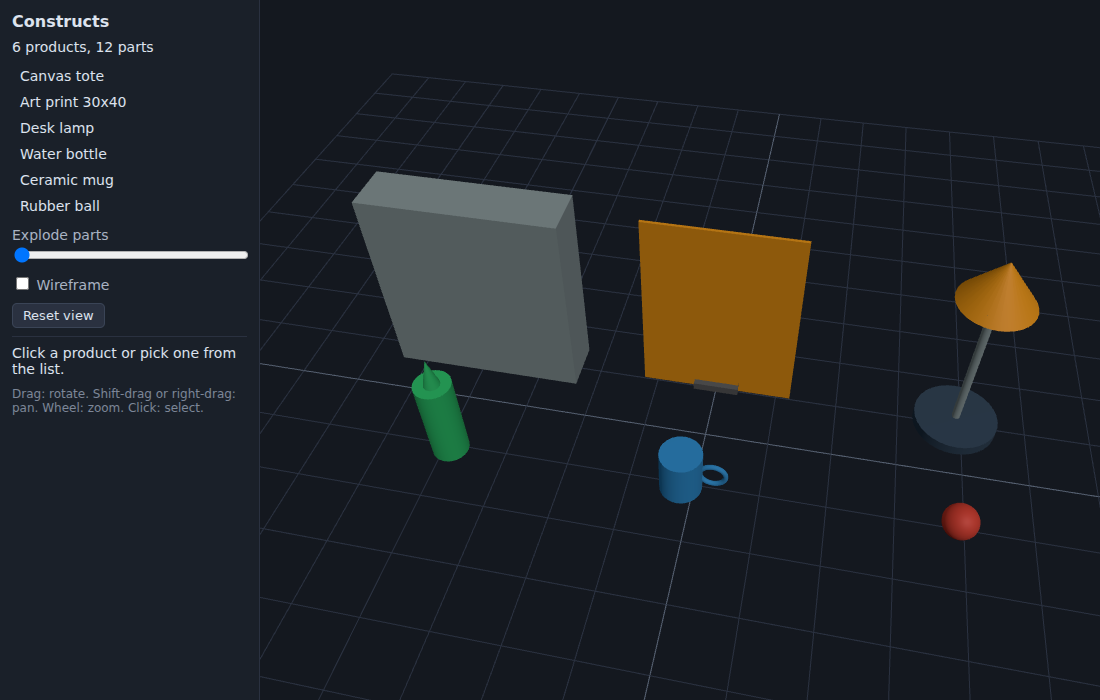 Constructs
6 products, 12 parts
Canvas tote
Art print 30x40
Desk lamp
Water bottle
Ceramic mug
Rubber ball
Explode parts
Wireframe
Reset view
Click a product or pick one from
the list.
Drag: rotate. Shift-drag or right-drag:
pan. Wheel: zoom. Click: select.